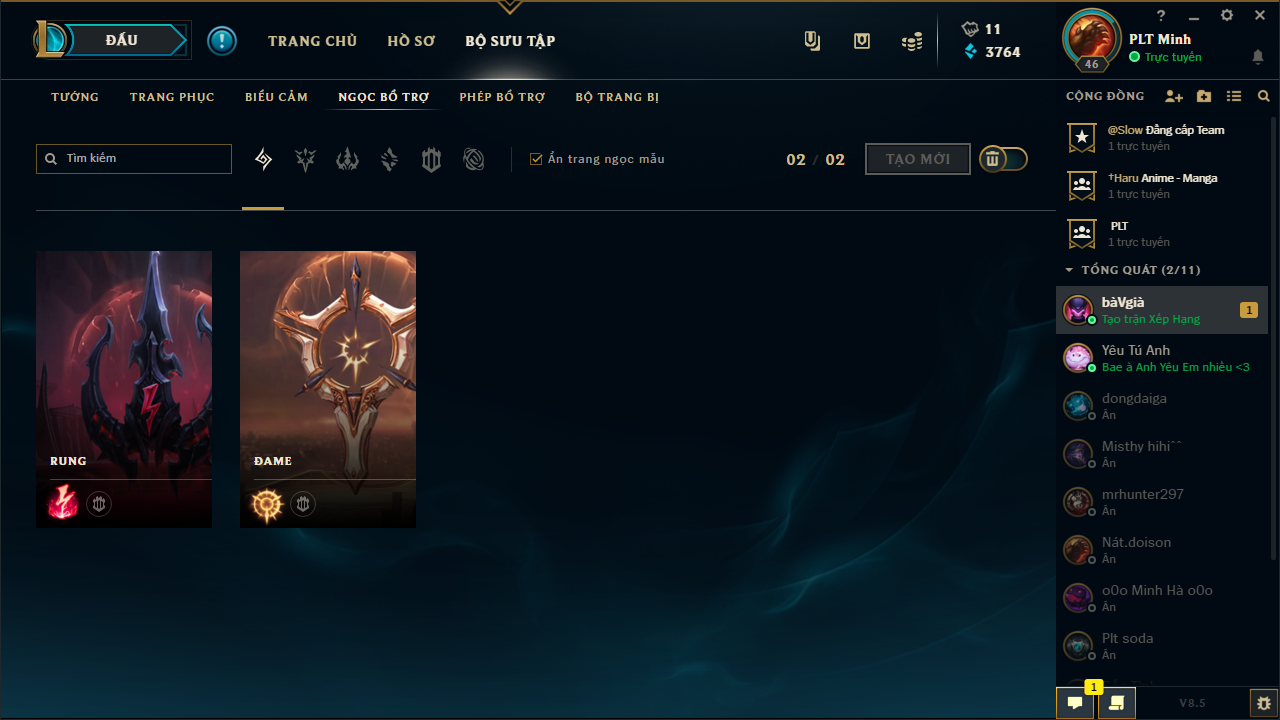 ĐẤU
!
TRANG CHỦ
HỒ SƠ
BỘ SƯU TẬP
11
3764
?
PLT Minh
Trực tuyến
46
TƯỚNG
TRANG PHỤC
BIỂU CẢM
NGỌC BỔ TRỢ
PHÉP BỔ TRỢ
BỘ TRANG BỊ
Tìm kiếm
Ẩn trang ngọc mẫu
02 / 02
TẠO MỚI
RUNG
ĐAME
CỘNG ĐỒNG
@Slow Đẳng cấp Team
1 trực tuyến
†Haru Anime - Manga
1 trực tuyến
PLT
1 trực tuyến
TỔNG QUÁT (2/11)
bàVgià
Tạo trận Xếp Hạng
1
Yêu Tú Anh
Bae à Anh Yêu Em nhiều <3
dongdaiga
Ẩn
Misthy hihi^^
Ẩn
mrhunter297
Ẩn
Nát.doison
Ẩn
o0o Minh Hà o0o
Ẩn
Plt soda
Ẩn
1
V8.5